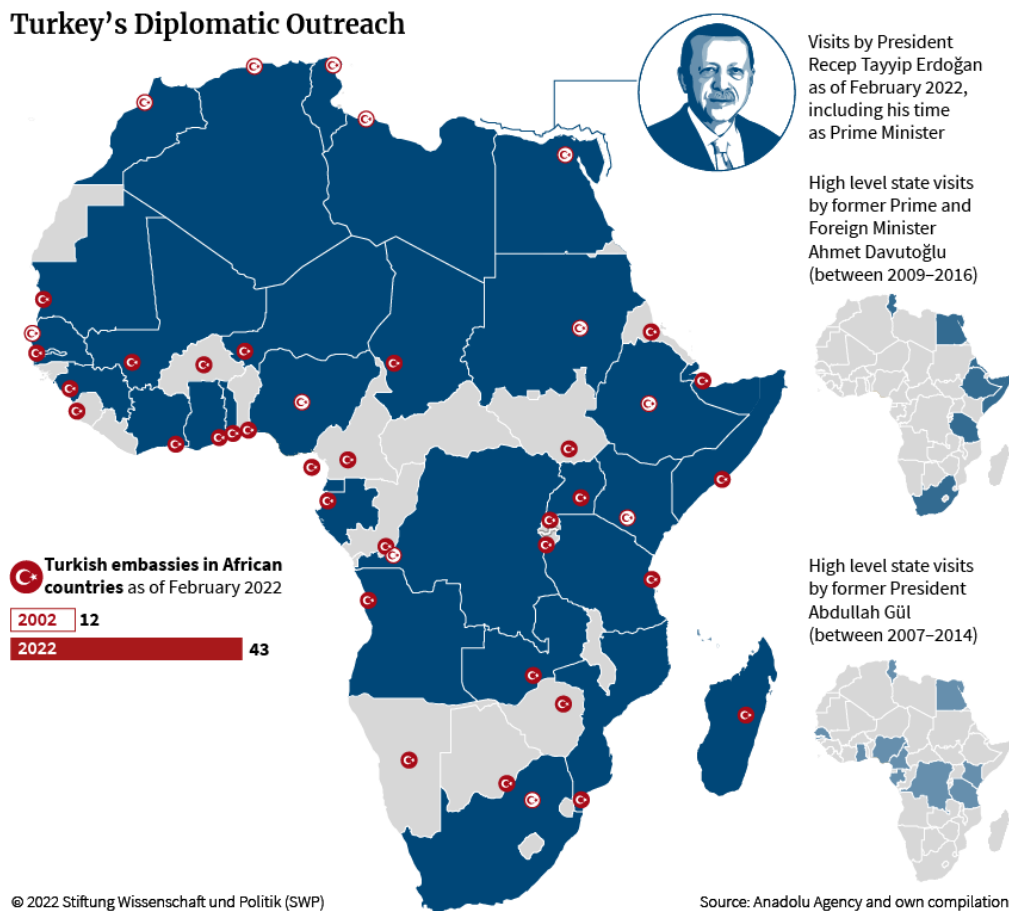 Turkey's Diplomatic Outreach
Visits by President
Recep Tayyip Erdoğan
as of February 2022,
including his time
as Prime Minister
High level state visits
by former Prime and
Foreign Minister
Ahmet Davutoğlu
(between 2009–2016)
Turkish embassies in African
countries as of February 2022
2002 12
2022 43
High level state visits
by former President
Abdullah Gül
(between 2007–2014)
© 2022 Stiftung Wissenschaft und Politik (SWP)
Source: Anadolu Agency and own compilation